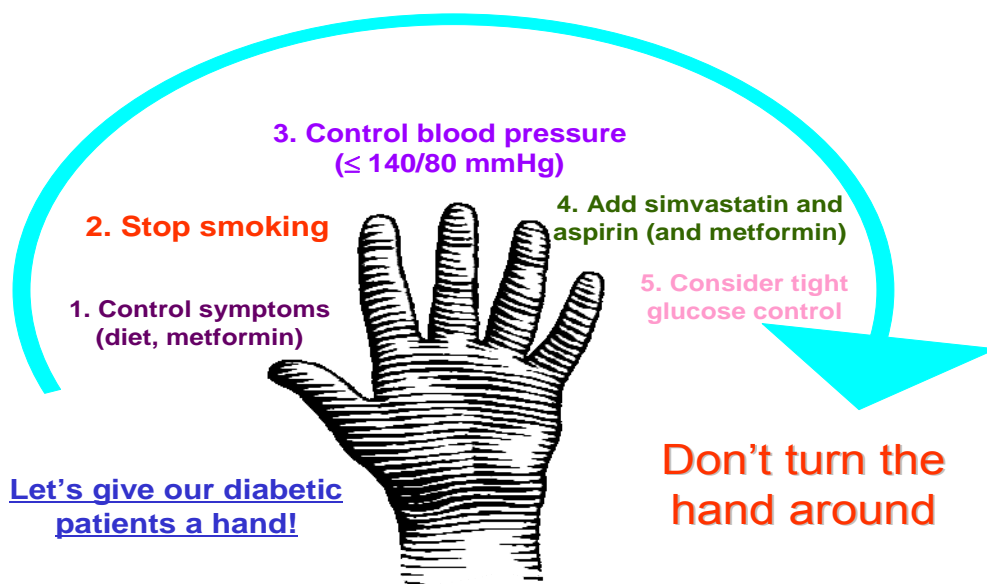 3. Control blood pressure
(≤ 140/80 mmHg)
2. Stop smoking
4. Add simvastatin and
aspirin (and metformin)
1. Control symptoms
(diet, metformin)
5. Consider tight
glucose control
Let's give our diabetic
patients a hand!
Don't turn the
hand around